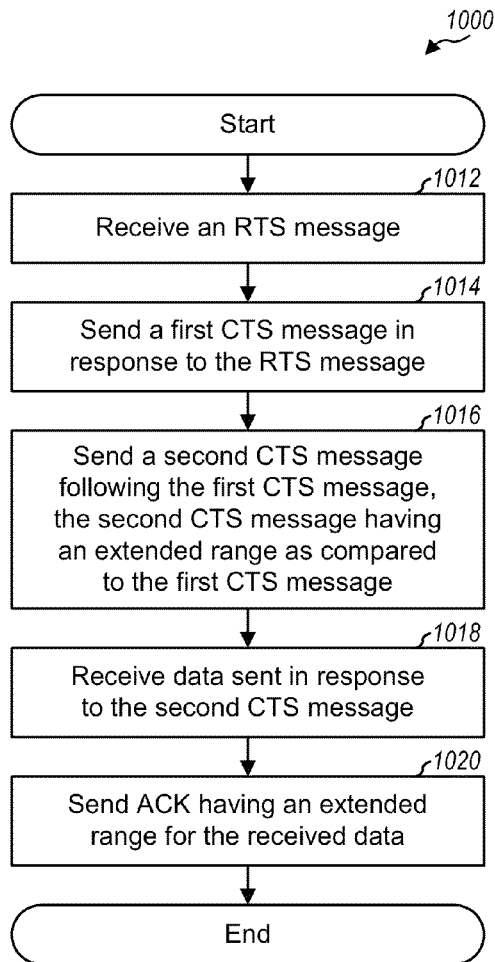 1000
Start
1012
Receive an RTS message
1014
Send a first CTS message in
response to the RTS message
1016
Send a second CTS message
following the first CTS message,
the second CTS message having
an extended range as compared
to the first CTS message
1018
Receive data sent in response
to the second CTS message
1020
Send ACK having an extended
range for the received data
End